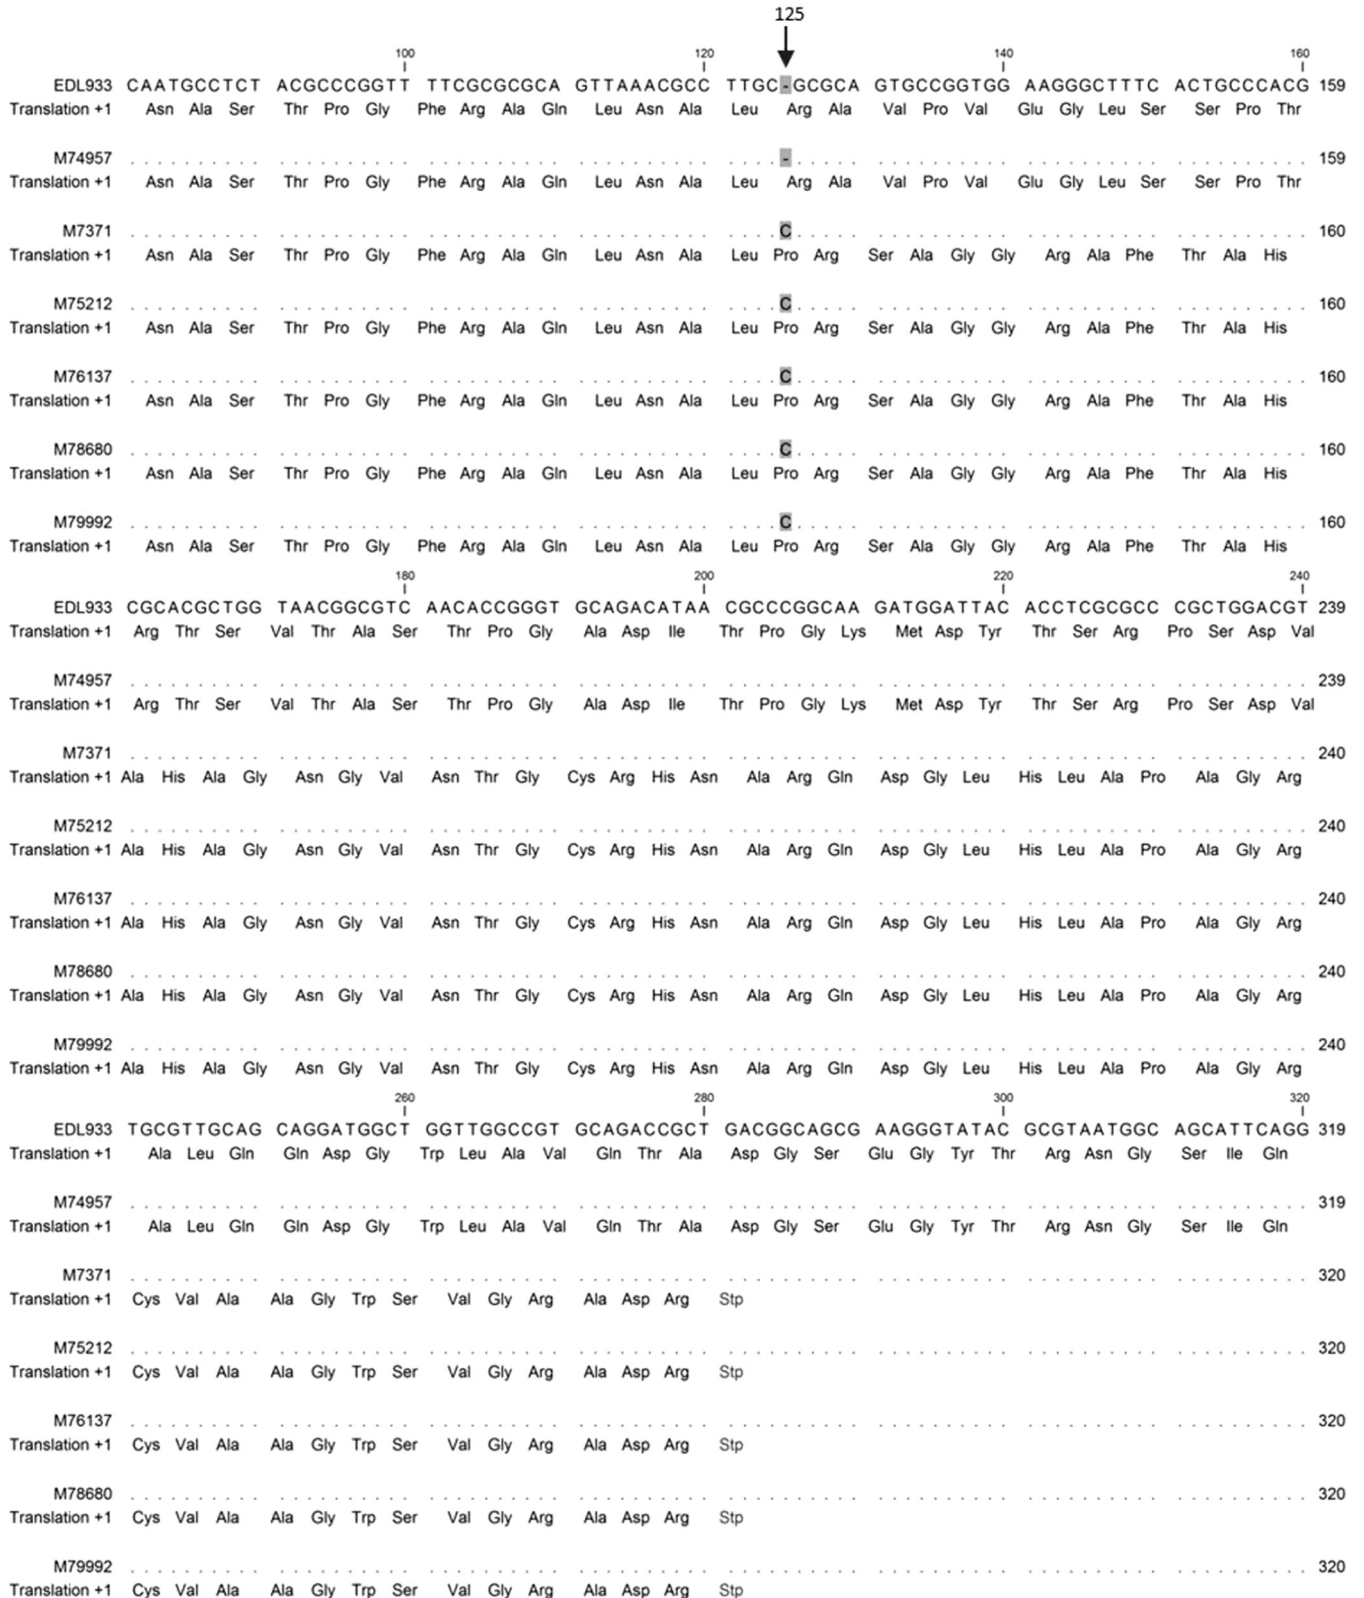 125
100 120 140 160
EDL933 CAATGCCTCT ACGCCCGGTT TTCGCGCGCA GTTAAACGCC TTGC-GCGCA GTGCCGGTGG AAGGGCTTTC ACTGCCCACG 159
Translation +1 Asn Ala Ser Thr Pro Gly Phe Arg Ala Gln Leu Asn Ala Leu Arg Ala Val Pro Val Glu Gly Leu Ser Ser Pro Thr
M74957 .......... .......... .......... .......... ....-..... .......... .......... .......... 159
Translation +1 Asn Ala Ser Thr Pro Gly Phe Arg Ala Gln Leu Asn Ala Leu Arg Ala Val Pro Val Glu Gly Leu Ser Ser Pro Thr
M7371 .......... .......... .......... .......... ....C..... .......... .......... .......... 160
Translation +1 Asn Ala Ser Thr Pro Gly Phe Arg Ala Gln Leu Asn Ala Leu Pro Arg Ser Ala Gly Gly Arg Ala Phe Thr Ala His
M75212 .......... .......... .......... .......... ....C..... .......... .......... .......... 160
Translation +1 Asn Ala Ser Thr Pro Gly Phe Arg Ala Gln Leu Asn Ala Leu Pro Arg Ser Ala Gly Gly Arg Ala Phe Thr Ala His
M76137 .......... .......... .......... .......... ....C..... .......... .......... .......... 160
Translation +1 Asn Ala Ser Thr Pro Gly Phe Arg Ala Gln Leu Asn Ala Leu Pro Arg Ser Ala Gly Gly Arg Ala Phe Thr Ala His
M78680 .......... .......... .......... .......... ....C..... .......... .......... .......... 160
Translation +1 Asn Ala Ser Thr Pro Gly Phe Arg Ala Gln Leu Asn Ala Leu Pro Arg Ser Ala Gly Gly Arg Ala Phe Thr Ala His
M79992 .......... .......... .......... .......... ....C..... .......... .......... .......... 160
Translation +1 Asn Ala Ser Thr Pro Gly Phe Arg Ala Gln Leu Asn Ala Leu Pro Arg Ser Ala Gly Gly Arg Ala Phe Thr Ala His
180 200 220 240
EDL933 CGCACGCTGG TAACGGCGTC AACACCGGGT GCAGACATAA CGCCCGGCAA GATGGATTAC ACCTCGCGCC CGCTGGACGT 239
Translation +1 Arg Thr Ser Val Thr Ala Ser Thr Pro Gly Ala Asp Ile Thr Pro Gly Lys Met Asp Tyr Thr Ser Arg Pro Ser Asp Val
M74957 .......... .......... .......... .......... .......... .......... .......... .......... 239
Translation +1 Arg Thr Ser Val Thr Ala Ser Thr Pro Gly Ala Asp Ile Thr Pro Gly Lys Met Asp Tyr Thr Ser Arg Pro Ser Asp Val
M7371 .......... .......... .......... .......... .......... .......... .......... .......... 240
Translation +1 Ala His Ala Gly Asn Gly Val Asn Thr Gly Cys Arg His Asn Ala Arg Gln Asp Gly Leu His Leu Ala Pro Ala Gly Arg
M75212 .......... .......... .......... .......... .......... .......... .......... .......... 240
Translation +1 Ala His Ala Gly Asn Gly Val Asn Thr Gly Cys Arg His Asn Ala Arg Gln Asp Gly Leu His Leu Ala Pro Ala Gly Arg
M76137 .......... .......... .......... .......... .......... .......... .......... .......... 240
Translation +1 Ala His Ala Gly Asn Gly Val Asn Thr Gly Cys Arg His Asn Ala Arg Gln Asp Gly Leu His Leu Ala Pro Ala Gly Arg
M78680 .......... .......... .......... .......... .......... .......... .......... .......... 240
Translation +1 Ala His Ala Gly Asn Gly Val Asn Thr Gly Cys Arg His Asn Ala Arg Gln Asp Gly Leu His Leu Ala Pro Ala Gly Arg
M79992 .......... .......... .......... .......... .......... .......... .......... .......... 240
Translation +1 Ala His Ala Gly Asn Gly Val Asn Thr Gly Cys Arg His Asn Ala Arg Gln Asp Gly Leu His Leu Ala Pro Ala Gly Arg
260 280 300 320
EDL933 TGCGTTGCAG CAGGATGGCT GGTTGGCCGT GCAGACCGCT GACGGCAGCG AAGGGTATAC GCGTAATGGC AGCATTCAGG 319
Translation +1 Ala Leu Gln Gln Asp Gly Trp Leu Ala Val Gln Thr Ala Asp Gly Ser Glu Gly Tyr Thr Arg Asn Gly Ser Ile Gln
M74957 .......... .......... .......... .......... .......... .......... .......... .......... 319
Translation +1 Ala Leu Gln Gln Asp Gly Trp Leu Ala Val Gln Thr Ala Asp Gly Ser Glu Gly Tyr Thr Arg Asn Gly Ser Ile Gln
M7371 .......... .......... .......... .......... .......... .......... .......... .......... 320
Translation +1 Cys Val Ala Ala Gly Trp Ser Val Gly Arg Ala Asp Arg Stp
M75212 .......... .......... .......... .......... .......... .......... .......... .......... 320
Translation +1 Cys Val Ala Ala Gly Trp Ser Val Gly Arg Ala Asp Arg Stp
M76137 .......... .......... .......... .......... .......... .......... .......... .......... 320
Translation +1 Cys Val Ala Ala Gly Trp Ser Val Gly Arg Ala Asp Arg Stp
M78680 .......... .......... .......... .......... .......... .......... .......... .......... 320
Translation +1 Cys Val Ala Ala Gly Trp Ser Val Gly Arg Ala Asp Arg Stp
M79992 .......... .......... .......... .......... .......... .......... .......... .......... 320
Translation +1 Cys Val Ala Ala Gly Trp Ser Val Gly Arg Ala Asp Arg Stp